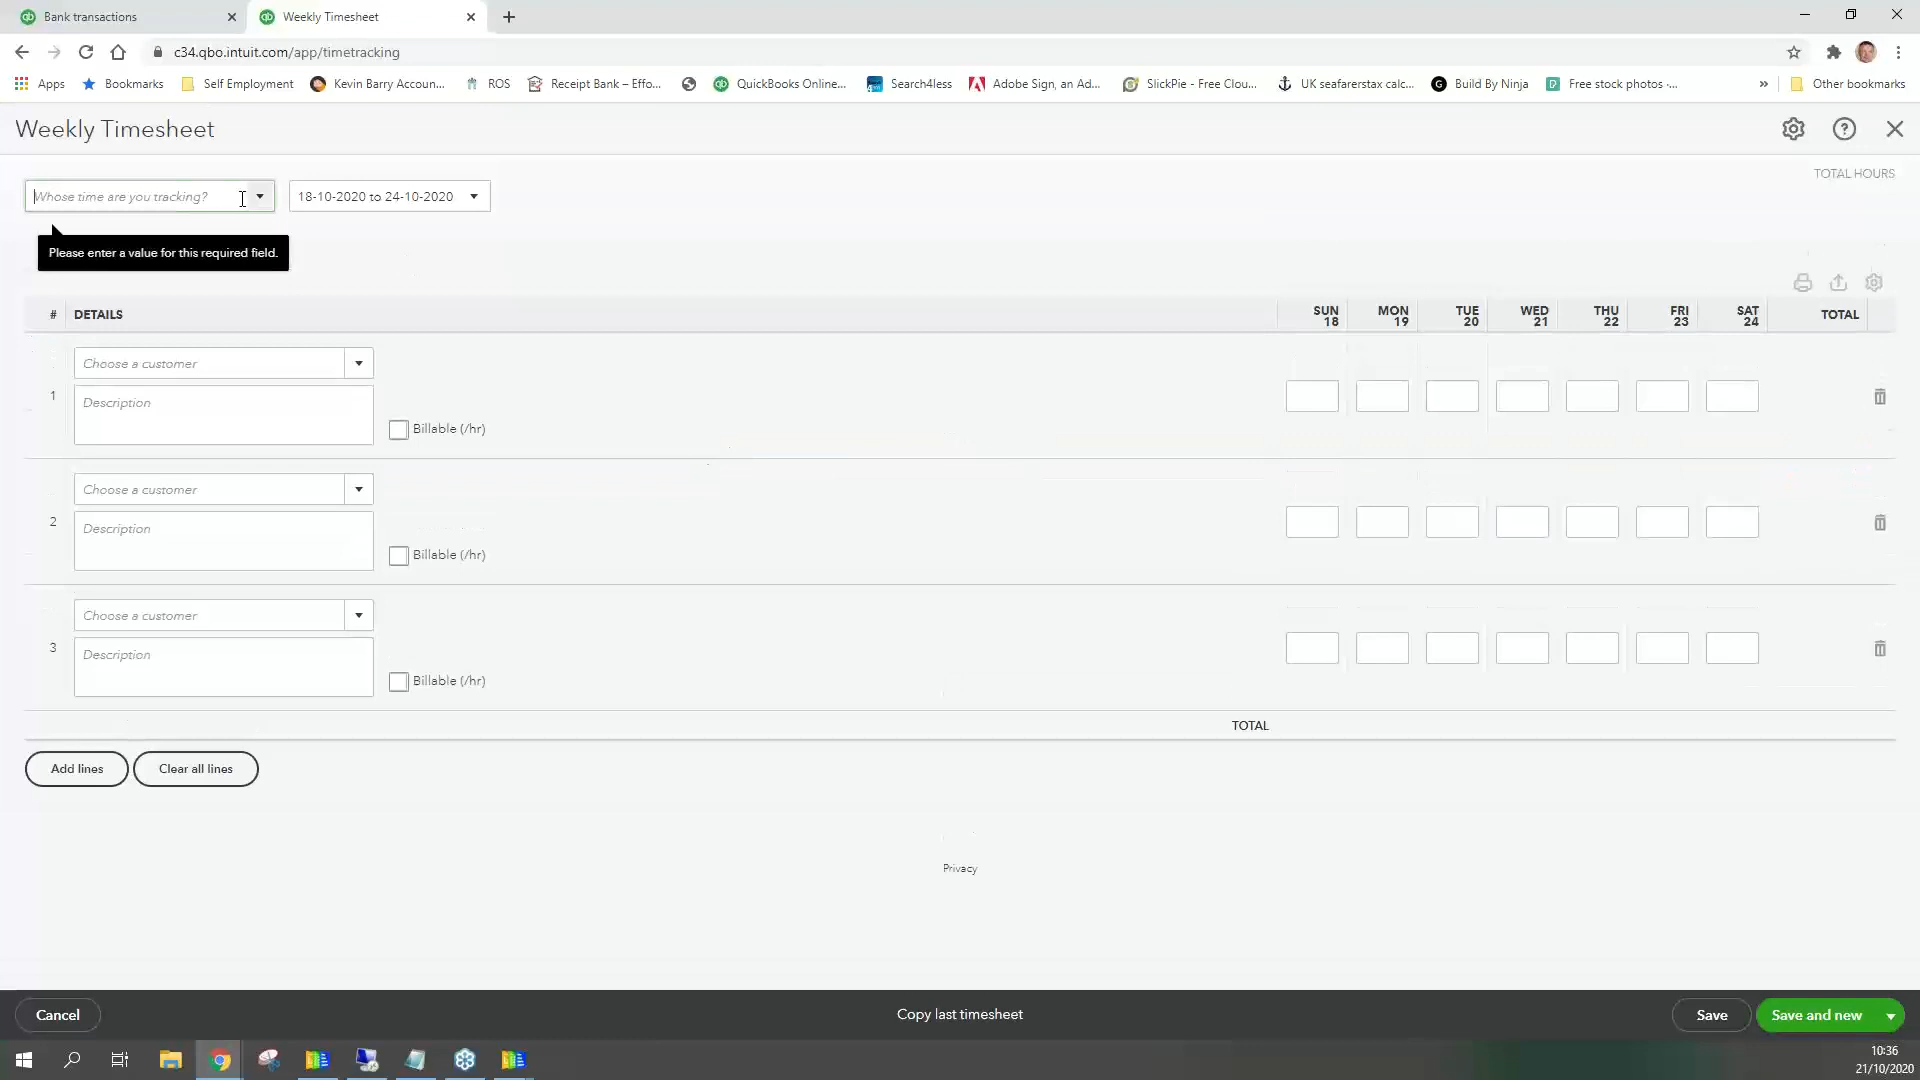 Bank transactions
Weekly Timesheet
c34.qbo.intuit.com/app/timetracking
Apps Bookmarks Self Employment Kevin Barry Accoun... ROS Receipt Bank – Effo... QuickBooks Online... Search4less Adobe Sign, an Ad... SlickPie - Free Clou... UK seafarerstax calc... Build By Ninja Free stock photos -... » Other bookmarks
Weekly Timesheet
TOTAL HOURS
Whose time are you tracking? 18-10-2020 to 24-10-2020
Please enter a value for this required field.
# DETAILS SUN 18 MON 19 TUE 20 WED 21 THU 22 FRI 23 SAT 24 TOTAL
Choose a customer
1
Description
Billable (/hr)
Choose a customer
2
Description
Billable (/hr)
Choose a customer
3
Description
Billable (/hr)
TOTAL
Add lines Clear all lines
Privacy
Cancel Copy last timesheet Save Save and new
10:36
21/10/2020